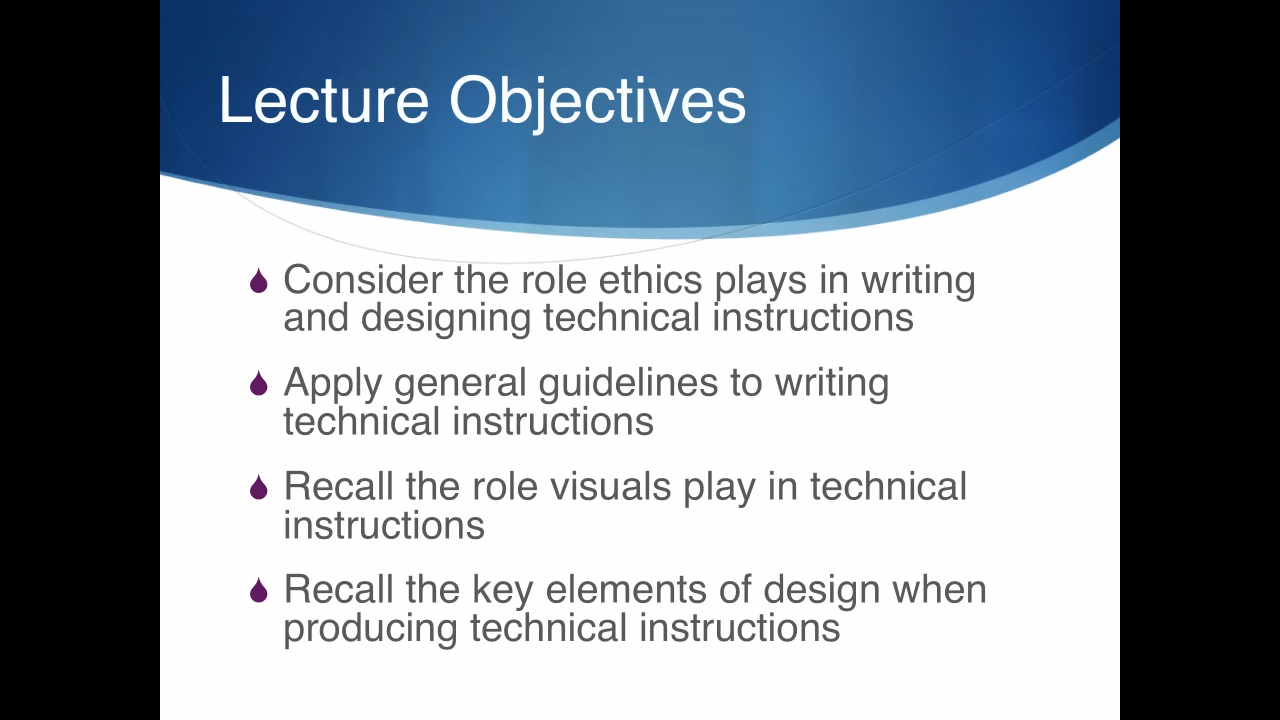 Lecture Objectives
Consider the role ethics plays in writing
and designing technical instructions
Apply general guidelines to writing
technical instructions
Recall the role visuals play in technical
instructions
Recall the key elements of design when
producing technical instructions